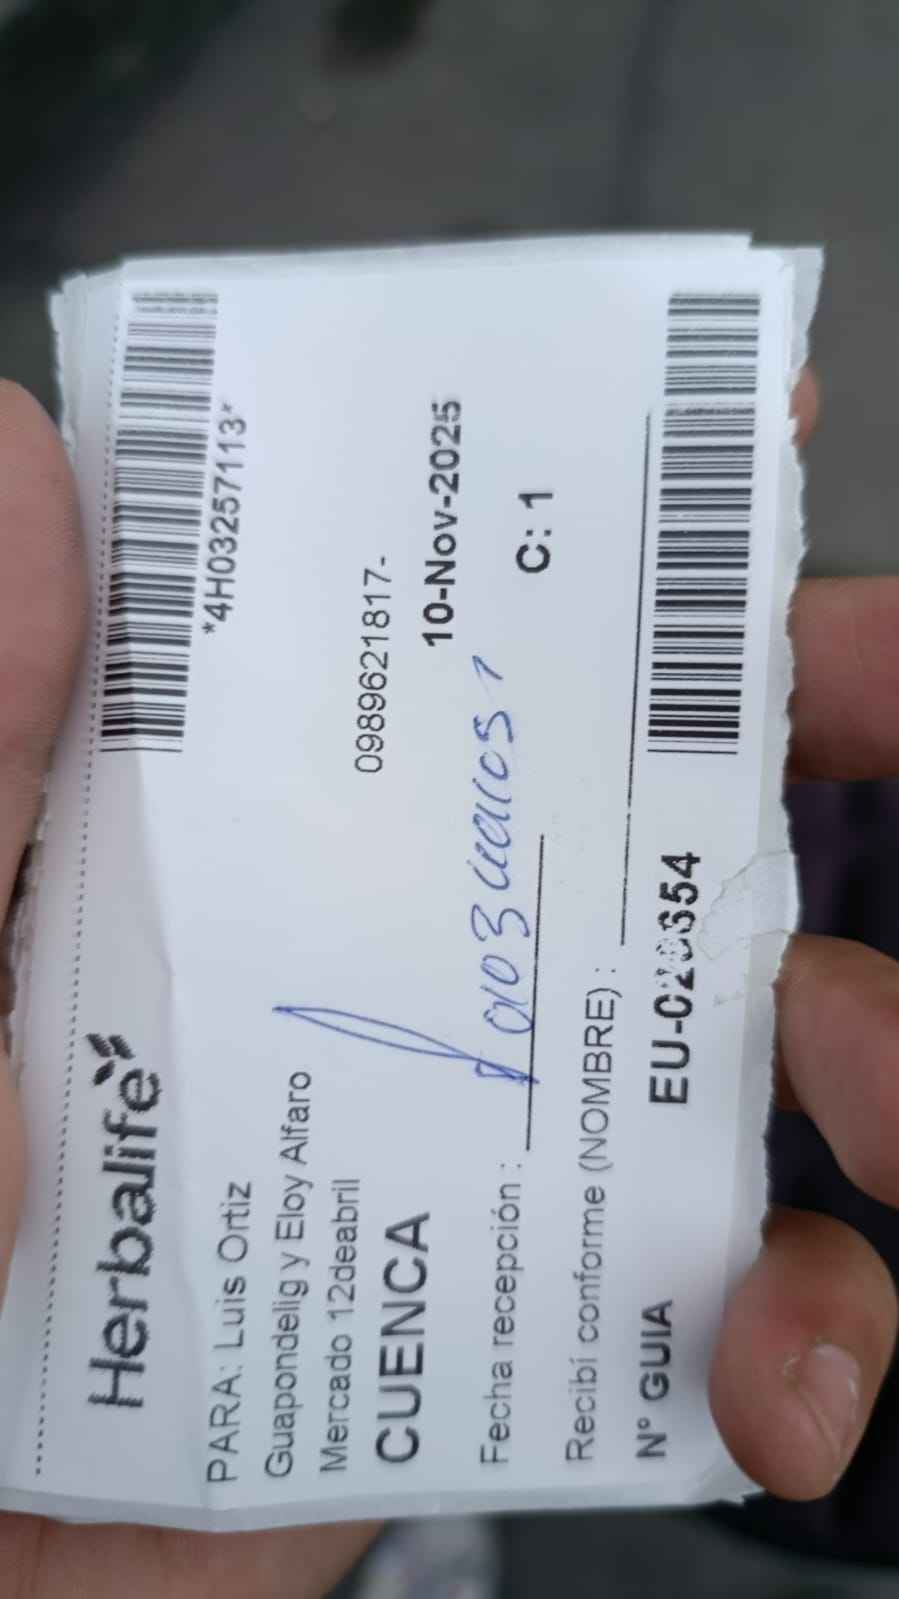 Herbalife
*4H03257113*
PARA: Luis Ortiz
Guapondelig y Eloy Alfaro
Mercado 12deabril
0989621817-
CUENCA
10-Nov-2025
Fecha recepción :
C: 1
Recibí conforme (NOMBRE) :
N° GUIA